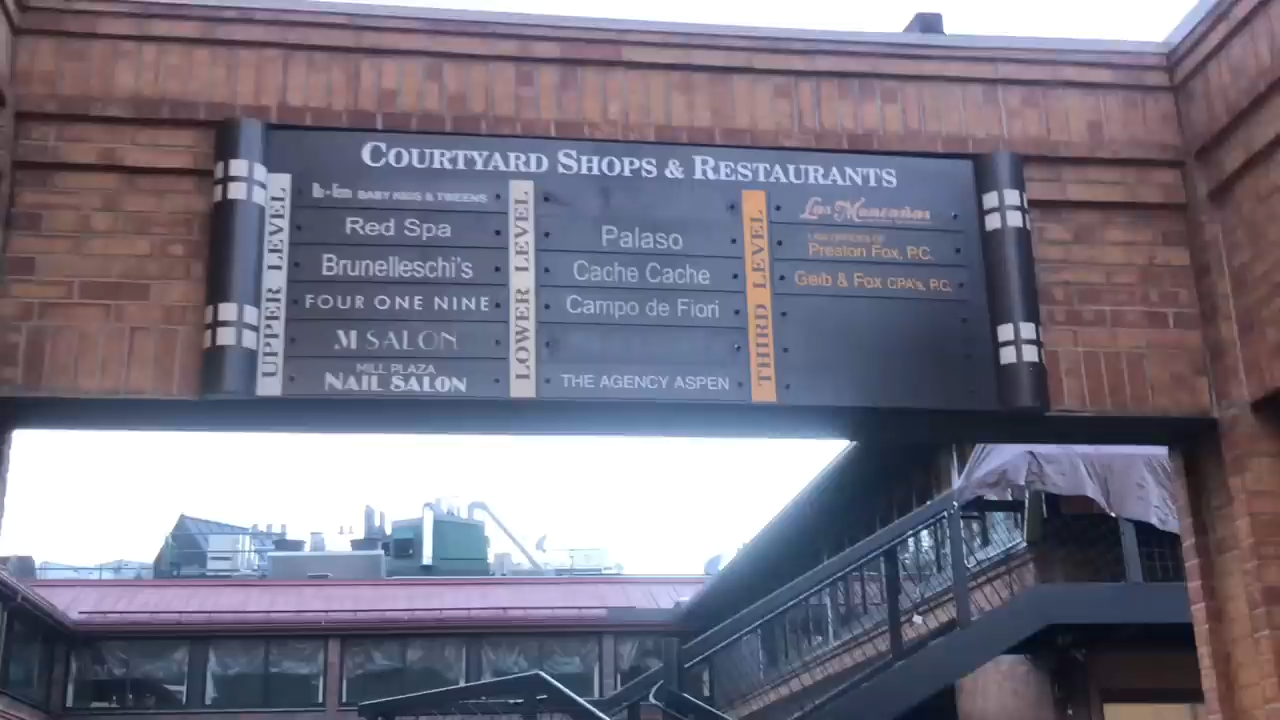 COURTYARD SHOPS & RESTAURANTS
UPPER LEVEL
BABY KIDS & TWEENS
Red Spa
Brunelleschi's
FOUR ONE NINE
M SALON
MILL PLAZA
NAIL SALON
LOWER LEVEL
Palaso
Cache Cache
Campo de Fiori
THE AGENCY ASPEN
THIRD LEVEL
Las Montañas
LAW OFFICES OF
Preston Fox, P.C.
Geib & Fox CPA's, P.C.